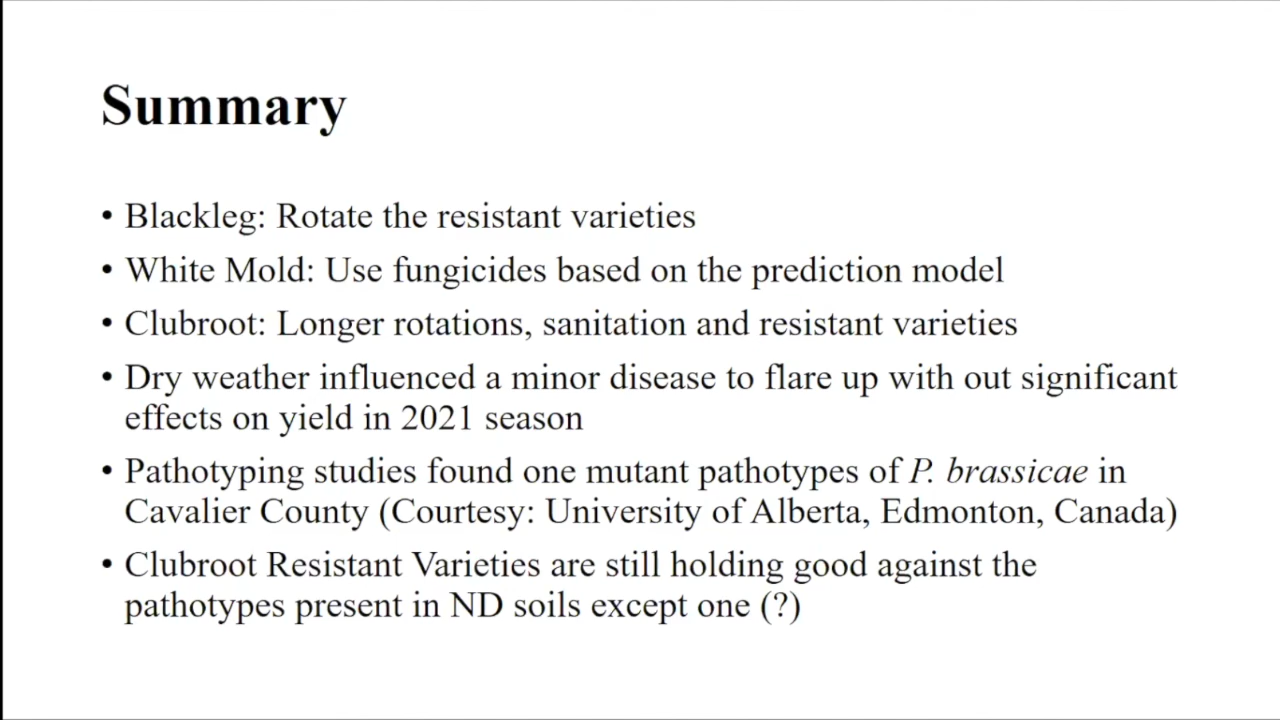 Summary
• Blackleg: Rotate the resistant varieties
• White Mold: Use fungicides based on the prediction model
• Clubroot: Longer rotations, sanitation and resistant varieties
• Dry weather influenced a minor disease to flare up with out significant
effects on yield in 2021 season
• Pathotyping studies found one mutant pathotypes of P. brassicae in
Cavalier County (Courtesy: University of Alberta, Edmonton, Canada)
• Clubroot Resistant Varieties are still holding good against the
pathotypes present in ND soils except one (?)